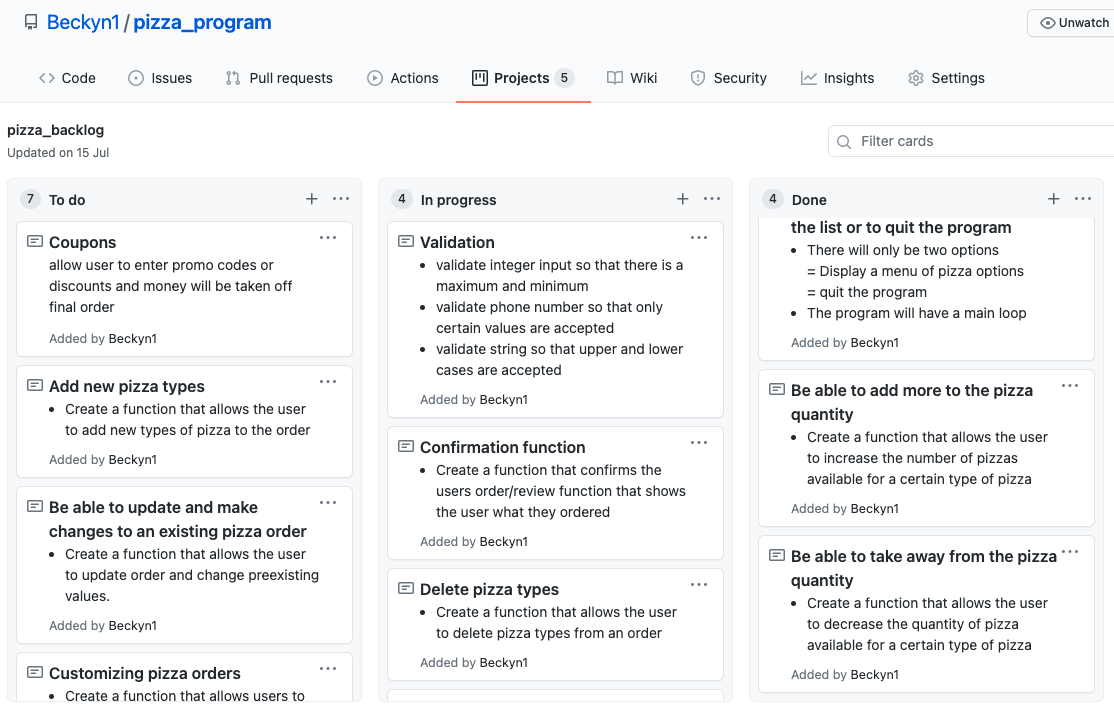 Beckyn1 / pizza_program
Unwatch
Code
Issues
Pull requests
Actions
Projects 5
Wiki
Security
Insights
Settings
pizza_backlog
Updated on 15 Jul
Filter cards
7 To do
Coupons
allow user to enter promo codes or
discounts and money will be taken off
final order
Added by Beckyn1
Add new pizza types
• Create a function that allows the user
to add new types of pizza to the order
Added by Beckyn1
Be able to update and make
changes to an existing pizza order
• Create a function that allows the user
to update order and change preexisting
values.
Added by Beckyn1
Customizing pizza orders
• Create a function that allows users to
4 In progress
Validation
• validate integer input so that there is a
maximum and minimum
• validate phone number so that only
certain values are accepted
• validate string so that upper and lower
cases are accepted
Added by Beckyn1
Confirmation function
• Create a function that confirms the
users order/review function that shows
the user what they ordered
Added by Beckyn1
Delete pizza types
• Create a function that allows the user
to delete pizza types from an order
Added by Beckyn1
4 Done
the list or to quit the program
• There will only be two options
= Display a menu of pizza options
= quit the program
• The program will have a main loop
Added by Beckyn1
Be able to add more to the pizza
quantity
• Create a function that allows the user
to increase the number of pizzas
available for a certain type of pizza
Added by Beckyn1
Be able to take away from the pizza
quantity
• Create a function that allows the user
to decrease the quantity of pizza
available for a certain type of pizza
Added by Beckyn1